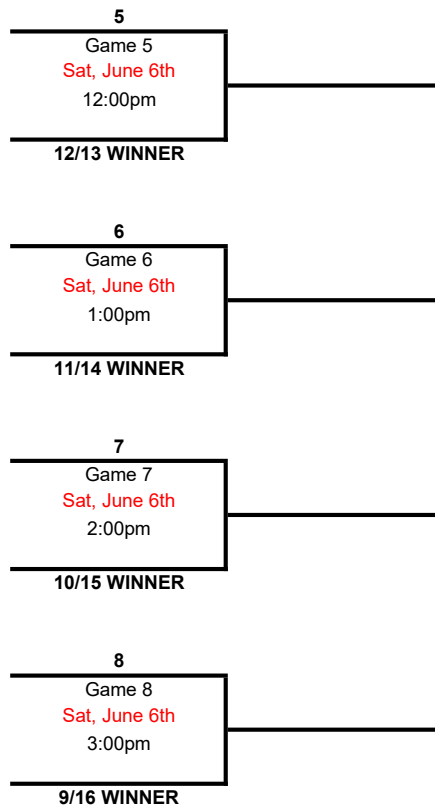 5
Game 5
Sat, June 6th
12:00pm
12/13 WINNER
6
Game 6
Sat, June 6th
1:00pm
11/14 WINNER
7
Game 7
Sat, June 6th
2:00pm
10/15 WINNER
8
Game 8
Sat, June 6th
3:00pm
9/16 WINNER